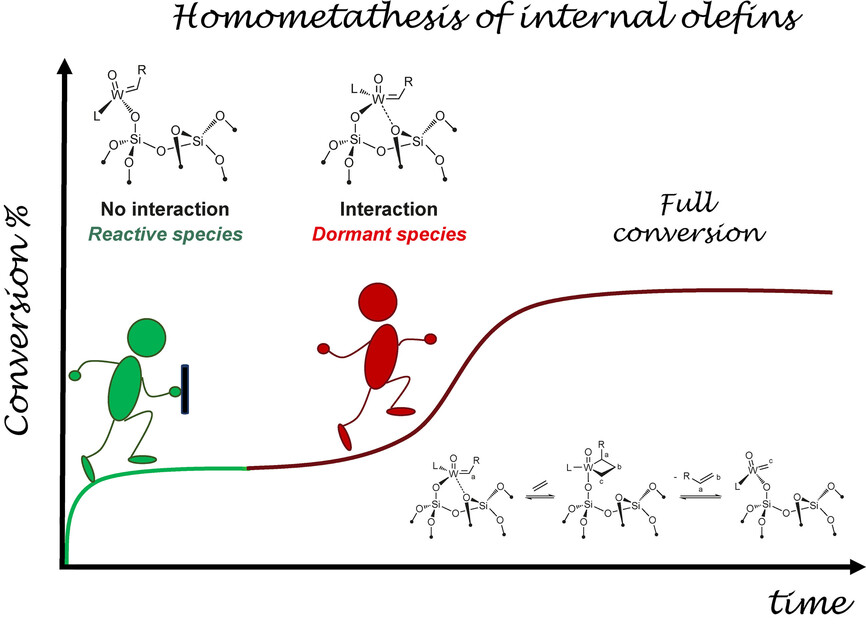 Homometathesis of internal olefins
Conversion %
O
R
W
L
O
Si
O
O
O
O
Si
O
O
O
R
L
W
O
Si
O
O
O
O
Si
O
O
No interaction
Reactive species
Interaction
Dormant species
Full
conversion
O
R
L
W
a
O
Si
O
O
O
O
Si
O
O
R
O
a
L
W
b
c
O
Si
O
O
O
O
Si
O
O
- R
b
a
O
W
c
L
O
Si
O
O
O
O
Si
O
O
time